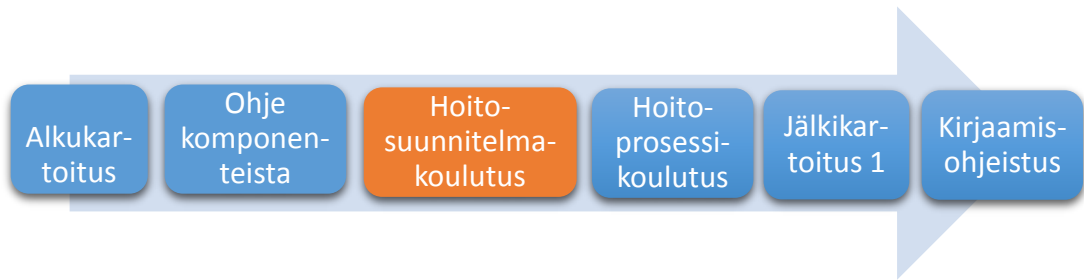 Alkukar-
toitus
Ohje
komponen-
teista
Hoito-
suunnitelma-
koulutus
Hoito-
prosessi-
koulutus
Jälkikar-
toitus 1
Kirjaamis-
ohjeistus